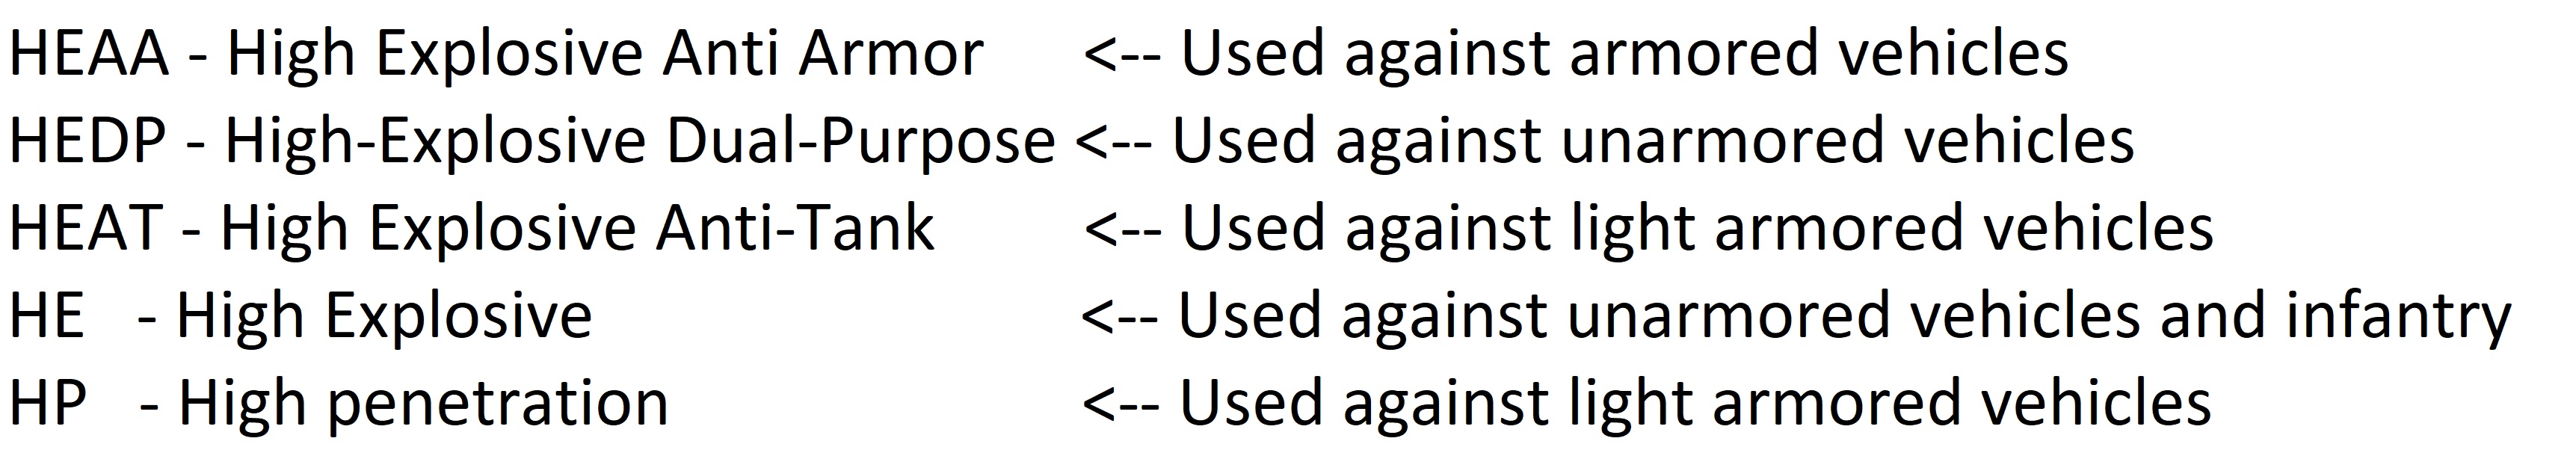 HEAA - High Explosive Anti Armor <-- Used against armored vehicles
HEDP - High-Explosive Dual-Purpose <-- Used against unarmored vehicles
HEAT - High Explosive Anti-Tank <-- Used against light armored vehicles
HE - High Explosive <-- Used against unarmored vehicles and infantry
HP - High penetration <-- Used against light armored vehicles